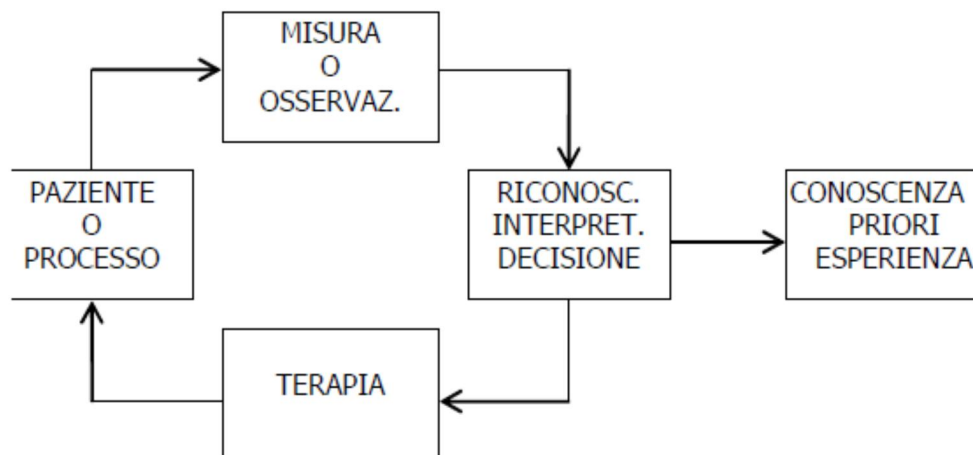 MISURA
O
OSSERVAZ.
PAZIENTE
O
PROCESSO
RICONOSC.
INTERPRET.
DECISIONE
CONOSCENZA
PRIORI
ESPERIENZA
TERAPIA